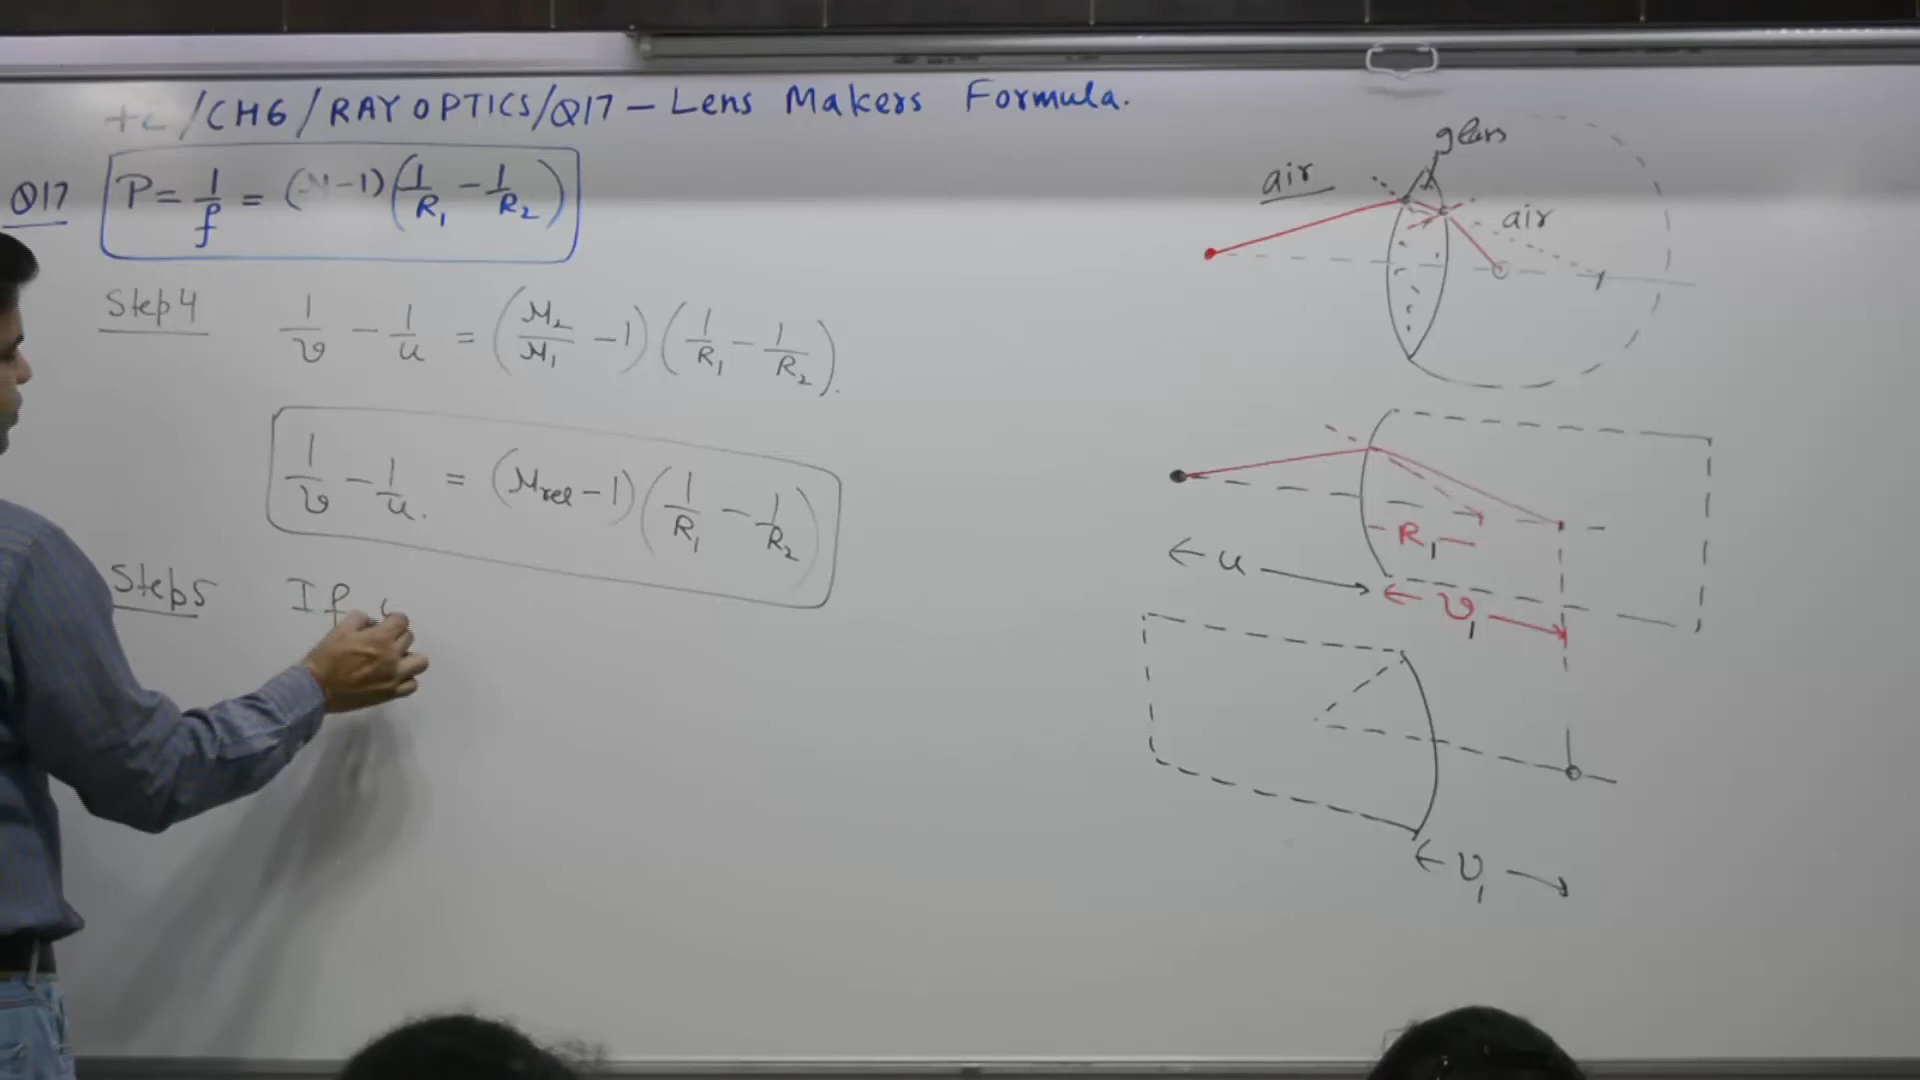 +2/CH6/RAY OPTICS/Q17 – Lens Makers Formula.
Q17 P = 1/f = (μ-1)(1/R₁ - 1/R₂)
Step 4 1/v - 1/u = (μ₂/μ₁ - 1)(1/R₁ - 1/R₂).
1/v - 1/u. = (μrel - 1)(1/R₁ - 1/R₂)
Step 5 If
glass
air
air
R₁
u
v₁
v₁